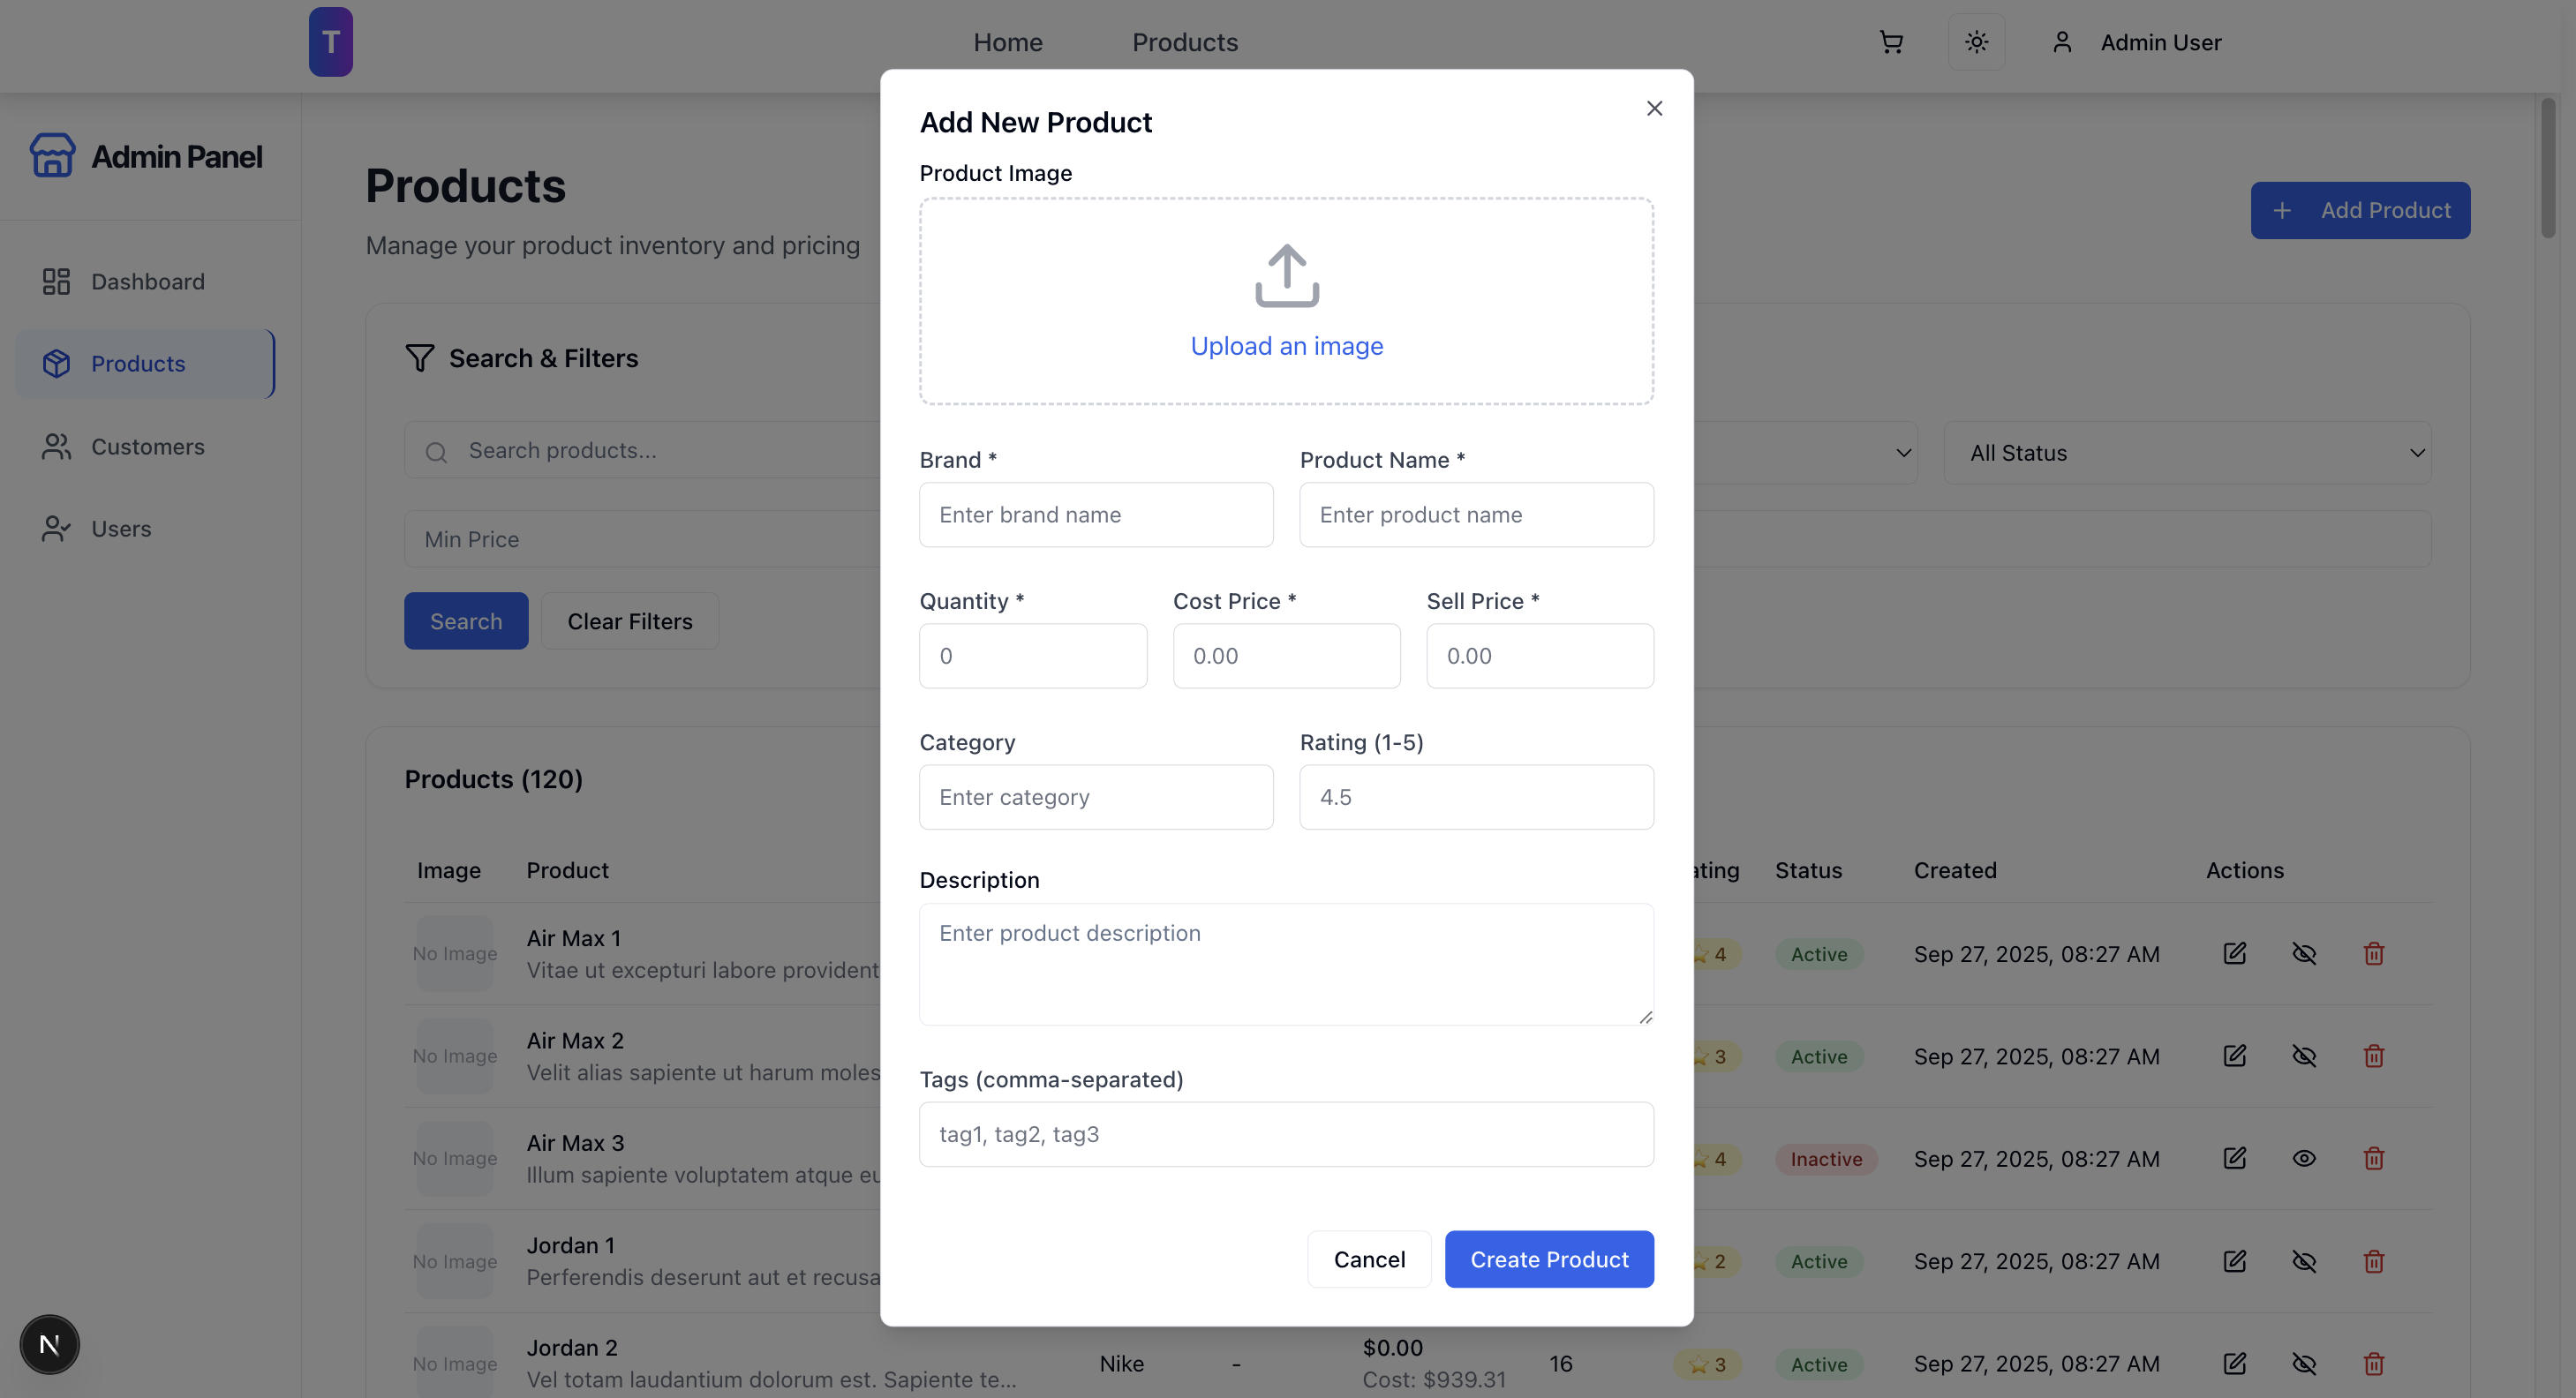 T
Home
Products
Admin User
Admin Panel
Dashboard
Products
Customers
Users
Products
Manage your product inventory and pricing
+ Add Product
Search & Filters
Search products...
All Status
Min Price
Search
Clear Filters
Products (120)
Image Product ating Status Created Actions
No Image
Air Max 1
Vitae ut excepturi labore provident
4 Active Sep 27, 2025, 08:27 AM
No Image
Air Max 2
Velit alias sapiente ut harum moles
3 Active Sep 27, 2025, 08:27 AM
No Image
Air Max 3
Illum sapiente voluptatem atque eu
4 Inactive Sep 27, 2025, 08:27 AM
No Image
Jordan 1
Perferendis deserunt aut et recusa
2 Active Sep 27, 2025, 08:27 AM
No Image
Jordan 2
Vel totam laudantium dolorum est. Sapiente te...
Nike - $0.00
Cost: $939.31
16 3 Active Sep 27, 2025, 08:27 AM
N
Add New Product
Product Image
Upload an image
Brand * Product Name *
Enter brand name Enter product name
Quantity * Cost Price * Sell Price *
0 0.00 0.00
Category Rating (1-5)
Enter category 4.5
Description
Enter product description
Tags (comma-separated)
tag1, tag2, tag3
Cancel Create Product